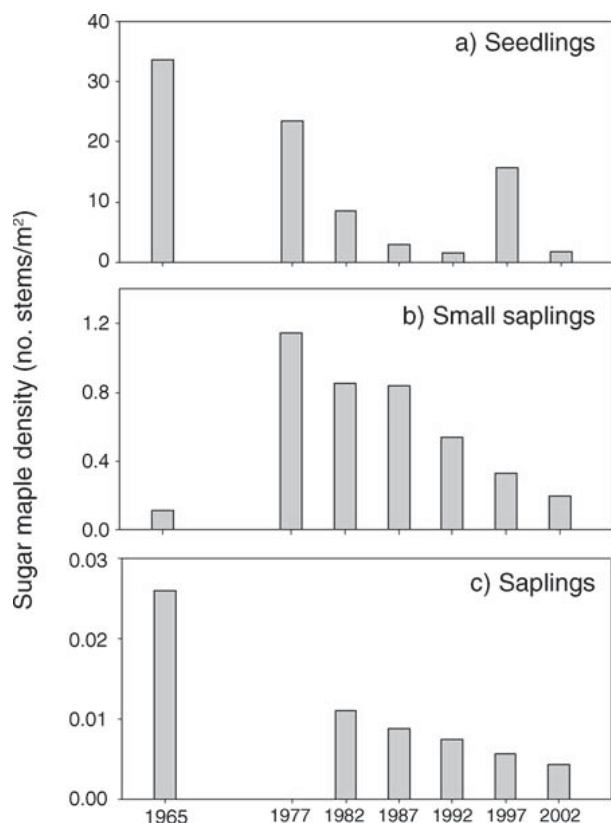 Sugar maple density (no. stems/m²)
a) Seedlings
40
30
20
10
0
b) Small saplings
1.2
0.8
0.4
0.0
c) Saplings
0.03
0.02
0.01
0.00
1965 1977 1982 1987 1992 1997 2002